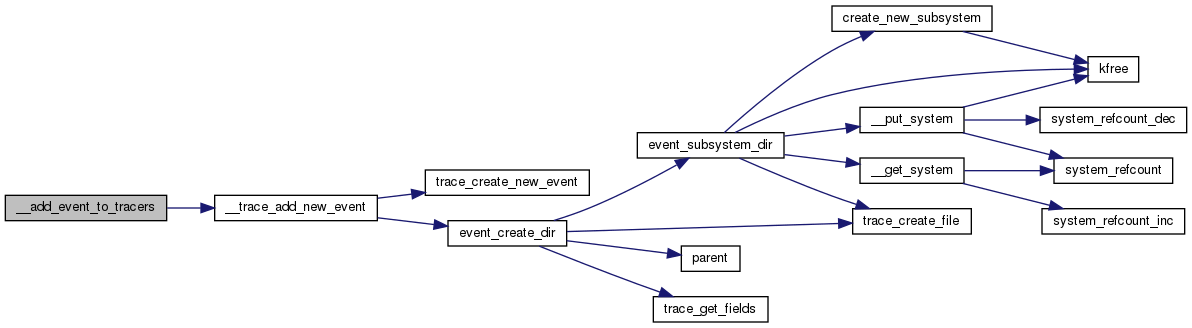 create_new_subsystem
kfree
__put_system
system_refcount_dec
event_subsystem_dir
__get_system
system_refcount
trace_create_new_event
__add_event_to_tracers
__trace_add_new_event
trace_create_file
system_refcount_inc
event_create_dir
parent
trace_get_fields